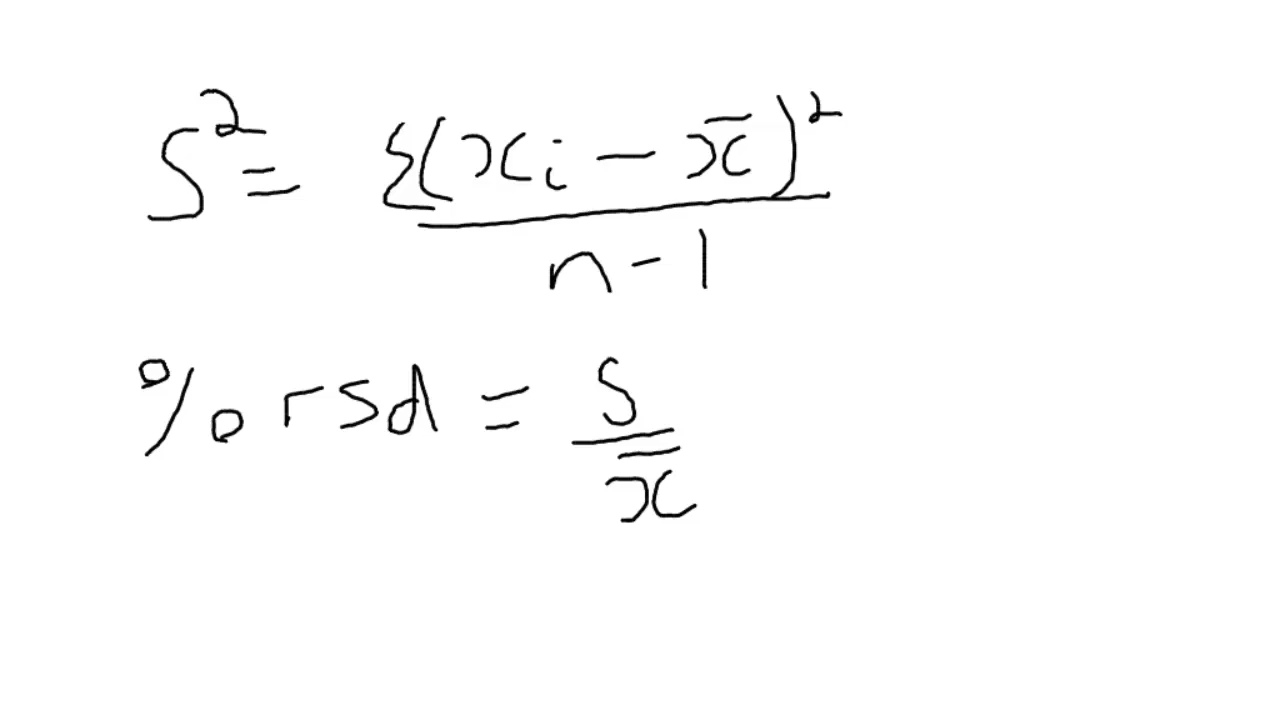 S² = Σ(xᵢ − x̄)² / n − 1
% rsd = s / x̄